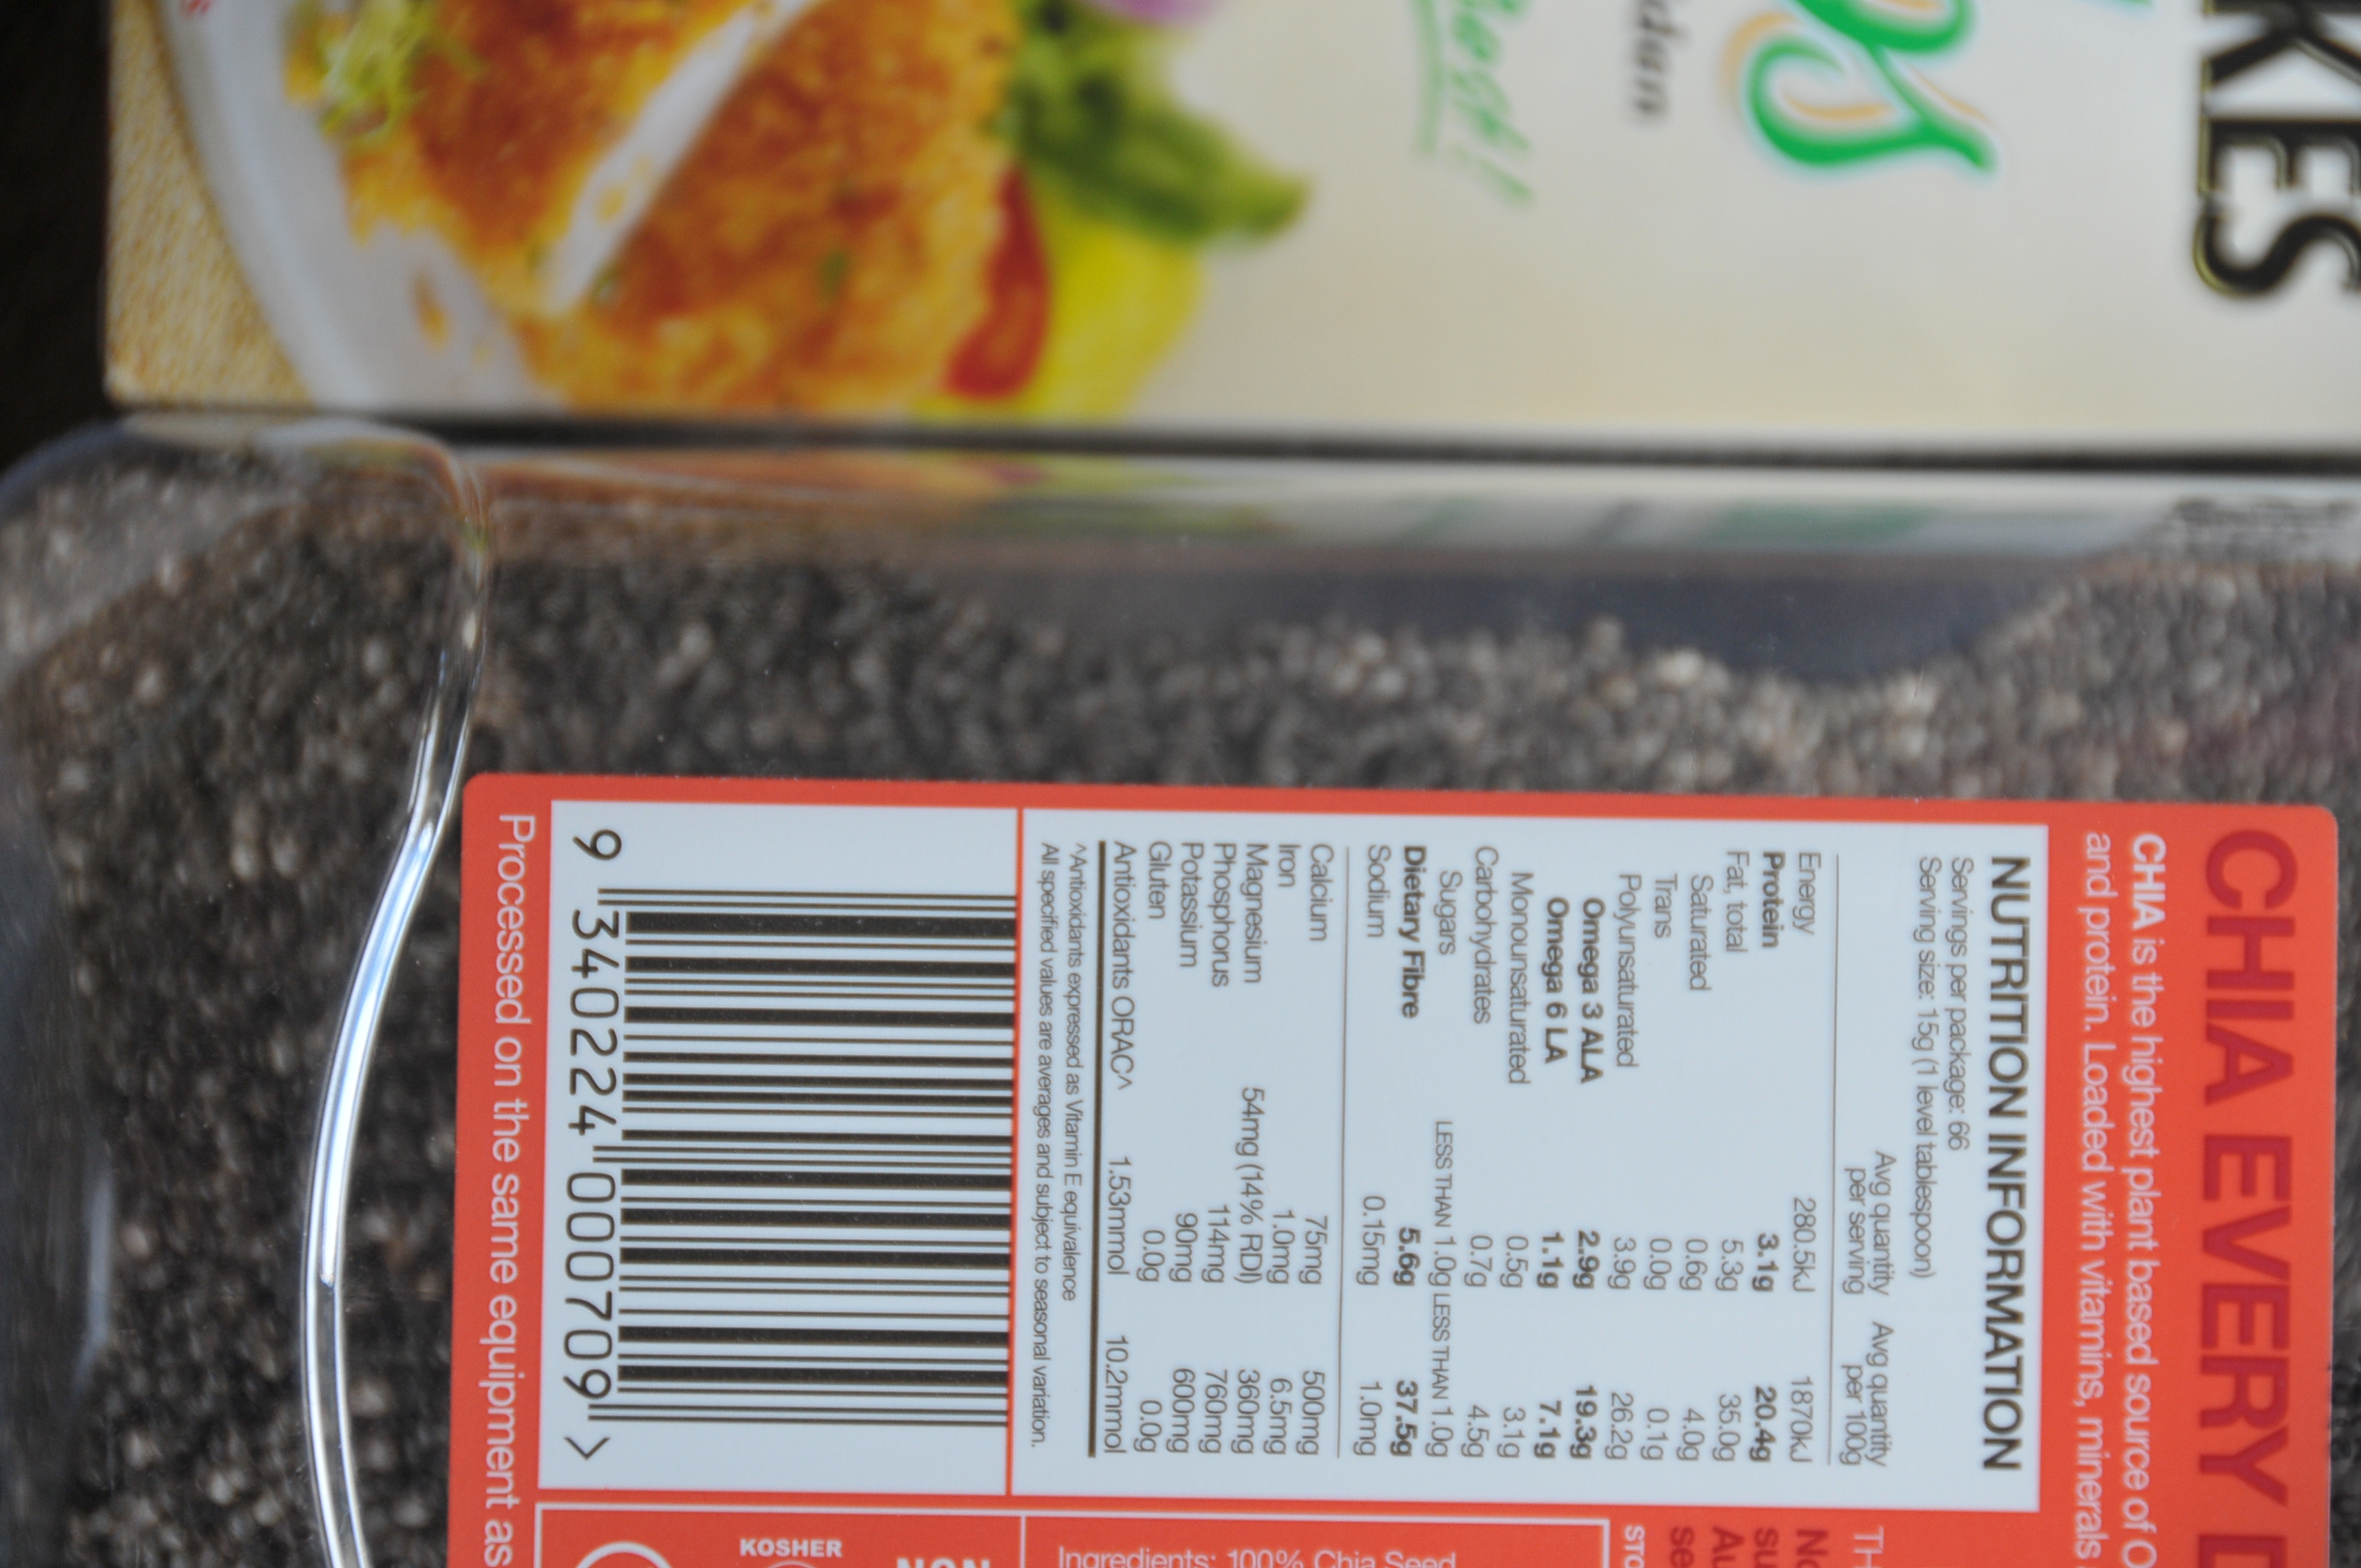 KES
CHIA EVERY
CHIA is the highest plant based source of
and protein. Loaded with vitamins, minerals
NUTRITION INFORMATION
Servings per package: 66
Serving size: 15g (1 level tablespoon)
Avg quantity per serving Avg quantity per 100g
Energy 280.5kJ 1870kJ
Protein 3.1g 20.4g
Fat, total 5.3g 35.0g
Saturated 0.6g 4.0g
Trans 0.0g 0.1g
Polyunsaturated 3.9g 26.2g
Omega 3 ALA 2.9g 19.3g
Omega 6 LA 1.1g 7.1g
Monounsaturated 0.5g 3.1g
Carbohydrates 0.7g 4.5g
Sugars LESS THAN 1.0g LESS THAN 1.0g
Dietary Fibre 5.6g 37.5g
Sodium 0.15mg 1.0mg
Calcium 75mg 500mg
Iron 1.0mg 6.5mg
Magnesium 54mg (14% RDI) 360mg
Phosphorus 114mg 760mg
Potassium 90mg 600mg
Gluten 0.0g 0.0g
Antioxidants ORAC^ 1.53mmol 10.2mmol
^Antioxidants expressed as Vitamin E equivalence
All specified values are averages and subject to seasonal variation.
9 340224 000709 >
Processed on the same equipment as
Ingredients: 100% Chia Seed
NON
KOSHER